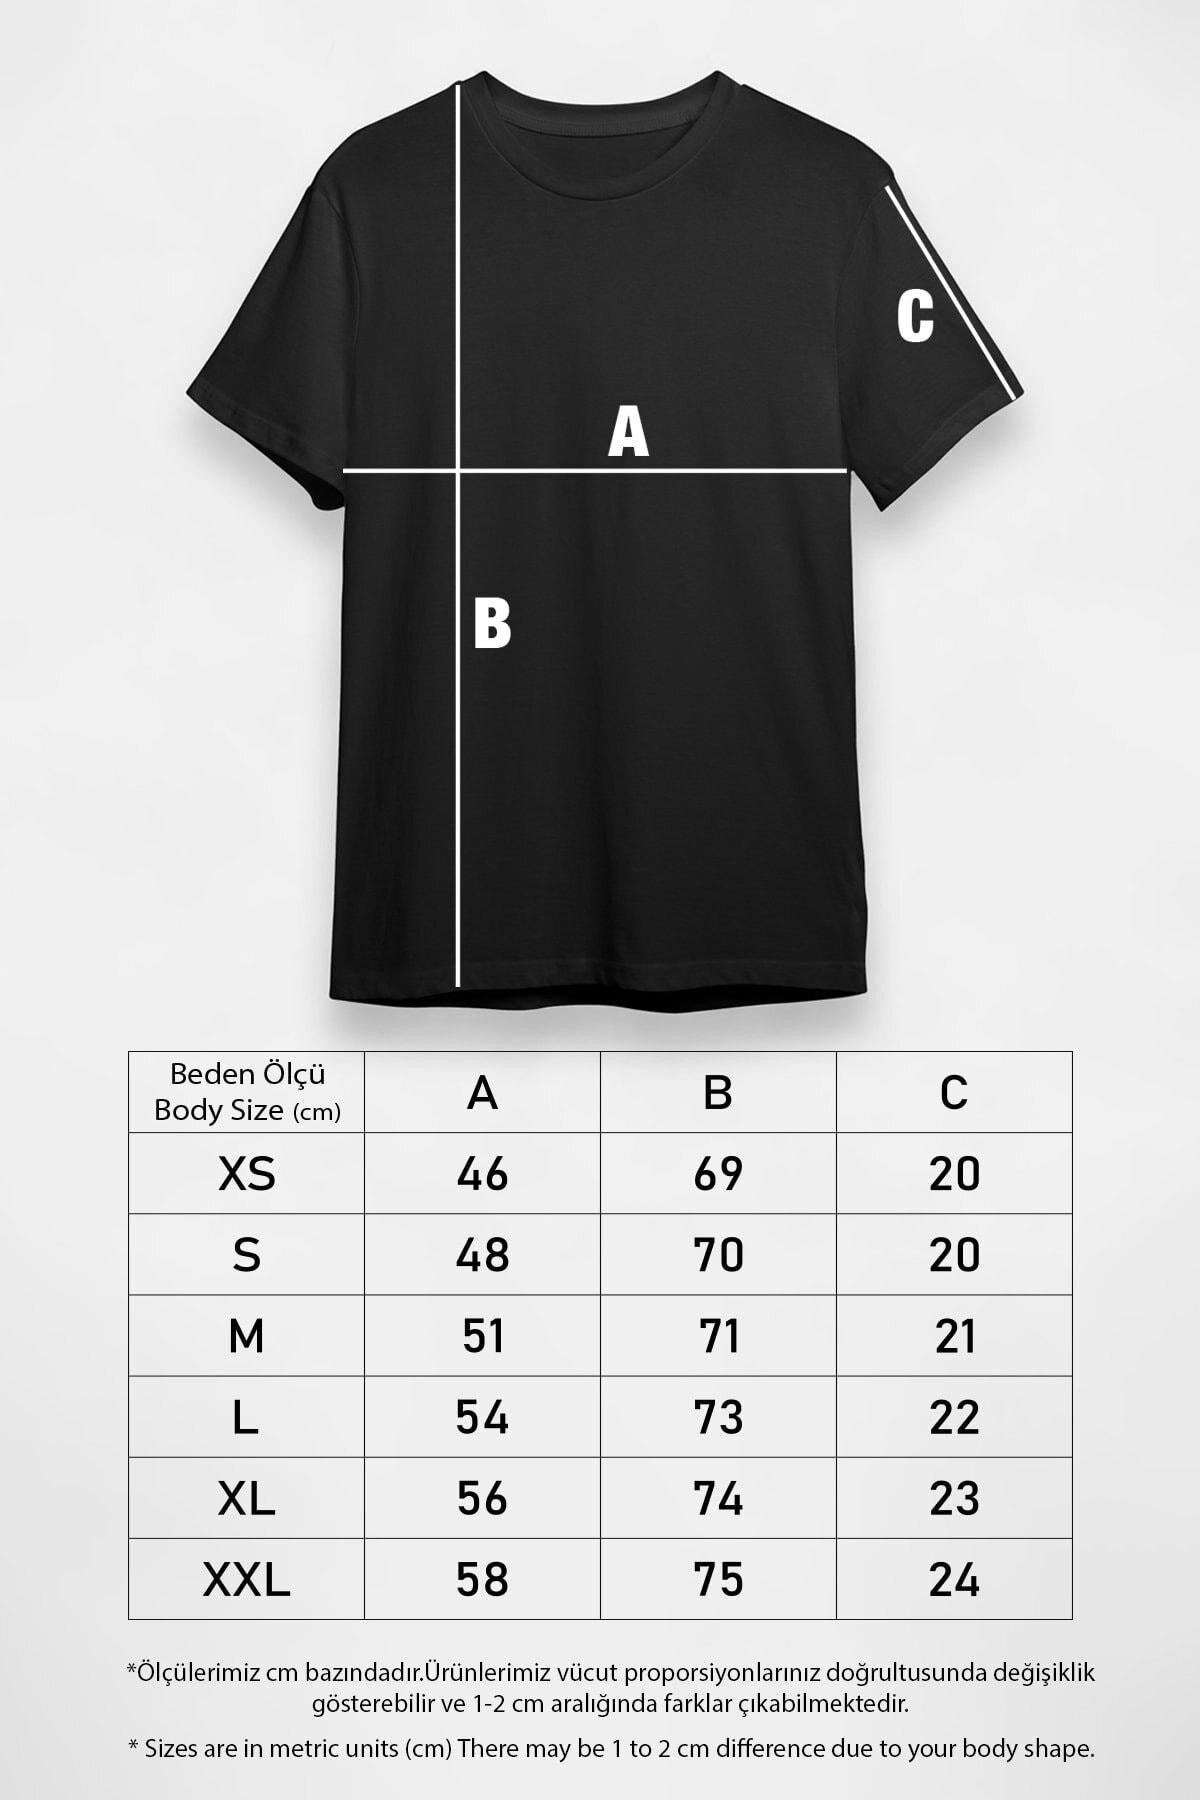 C
A
B
Beden Ölçü
Body Size (cm) A B C
XS 46 69 20
S 48 70 20
M 51 71 21
L 54 73 22
XL 56 74 23
XXL 58 75 24
*Ölçülerimiz cm bazındadır.Ürünlerimiz vücut proporsiyonlarınız doğrultusunda değişiklik
gösterebilir ve 1-2 cm aralığında farklar çıkabilmektedir.
* Sizes are in metric units (cm) There may be 1 to 2 cm difference due to your body shape.